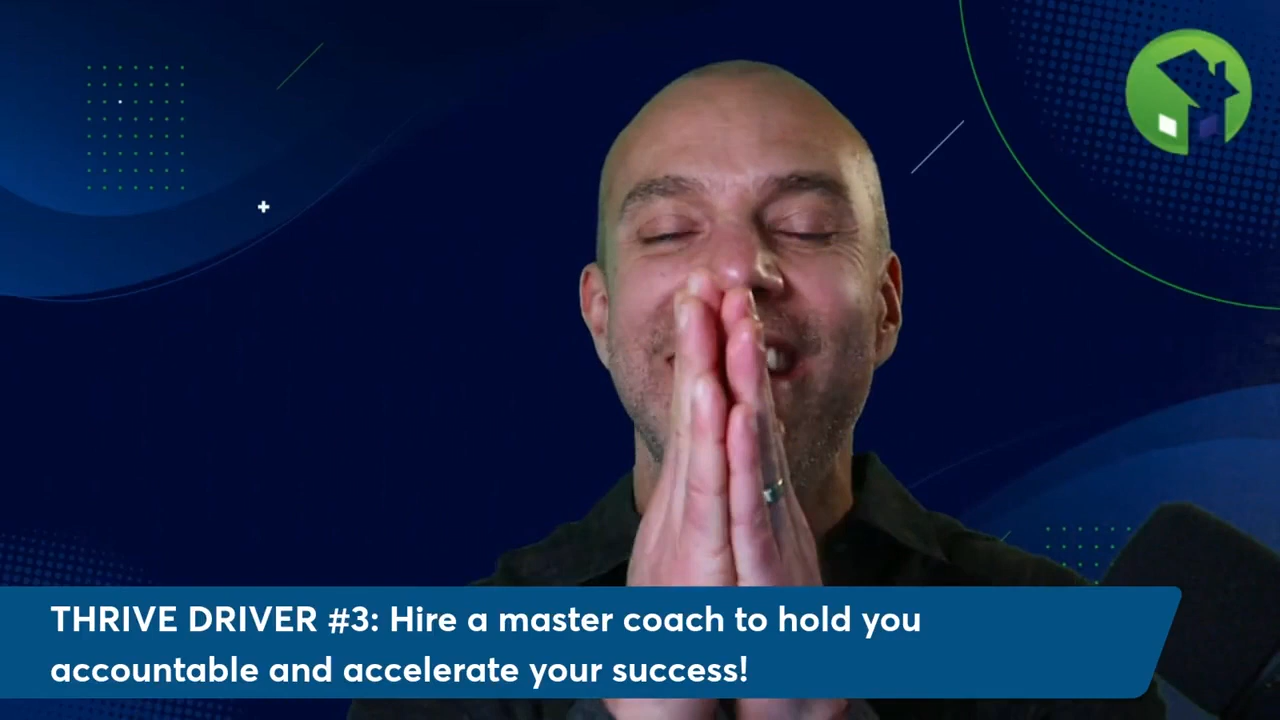 THRIVE DRIVER #3: Hire a master coach to hold you
accountable and accelerate your success!